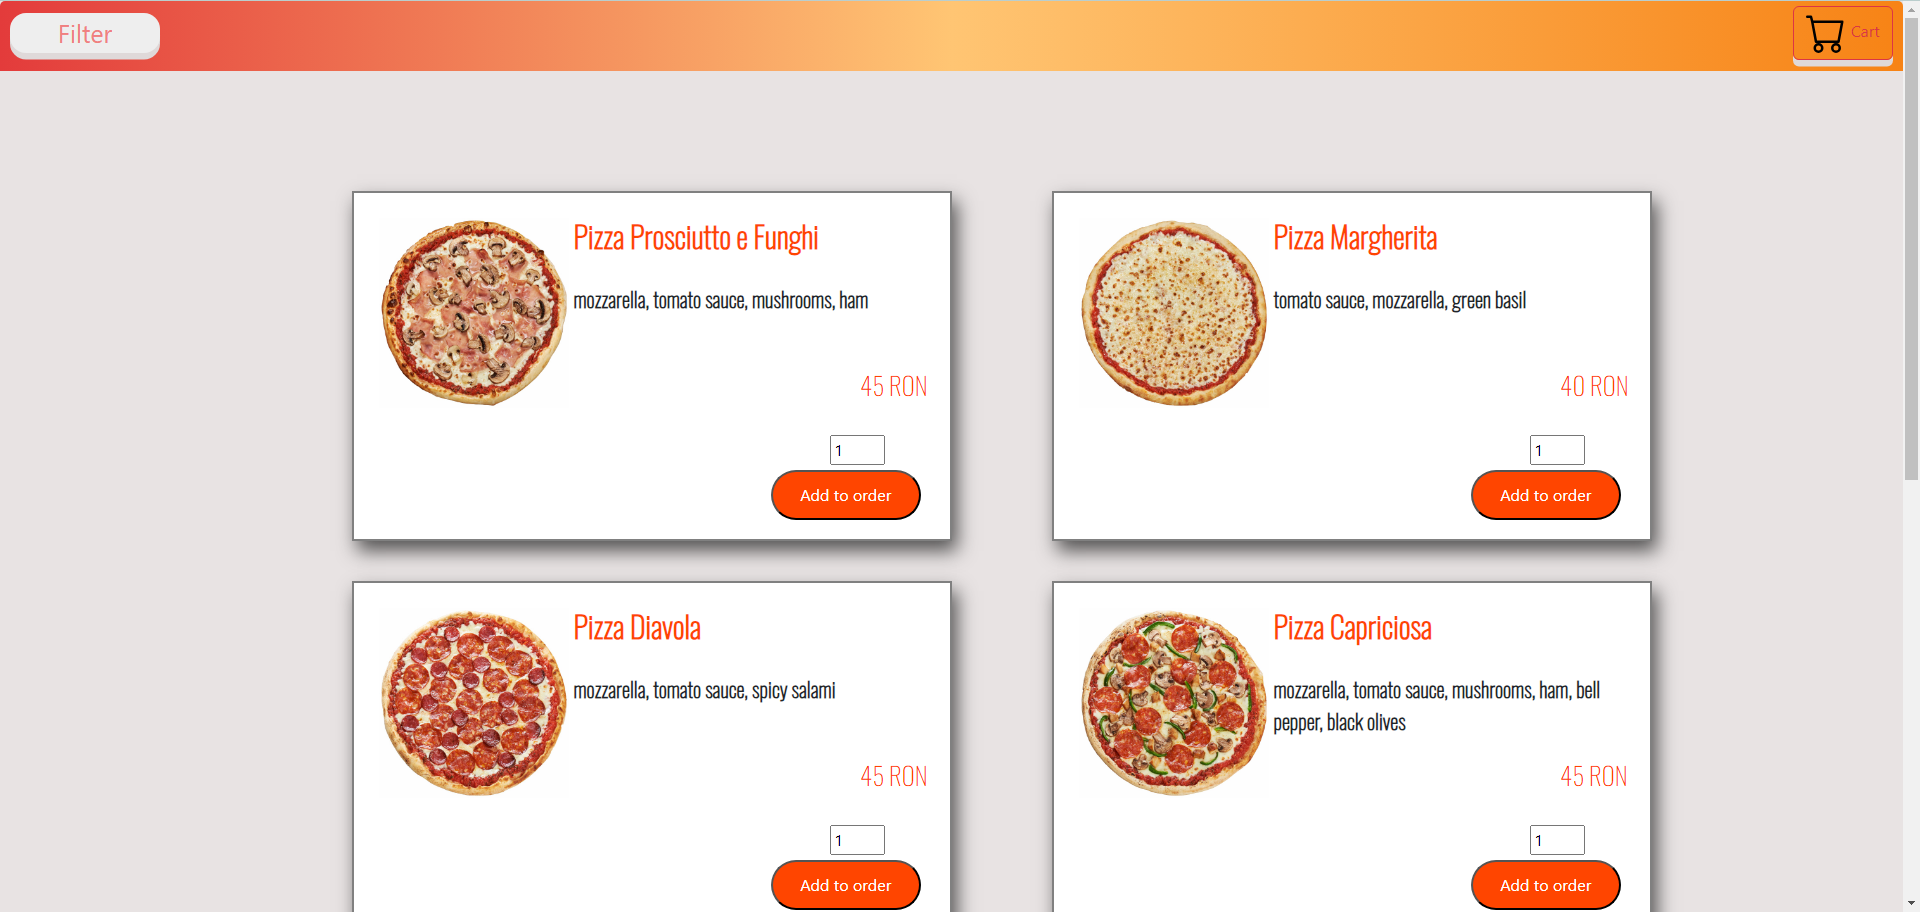 Filter
Cart
Pizza Prosciutto e Funghi
mozzarella, tomato sauce, mushrooms, ham
45 RON
1
Add to order
Pizza Margherita
tomato sauce, mozzarella, green basil
40 RON
1
Add to order
Pizza Diavola
mozzarella, tomato sauce, spicy salami
45 RON
1
Add to order
Pizza Capriciosa
mozzarella, tomato sauce, mushrooms, ham, bell
pepper, black olives
45 RON
1
Add to order